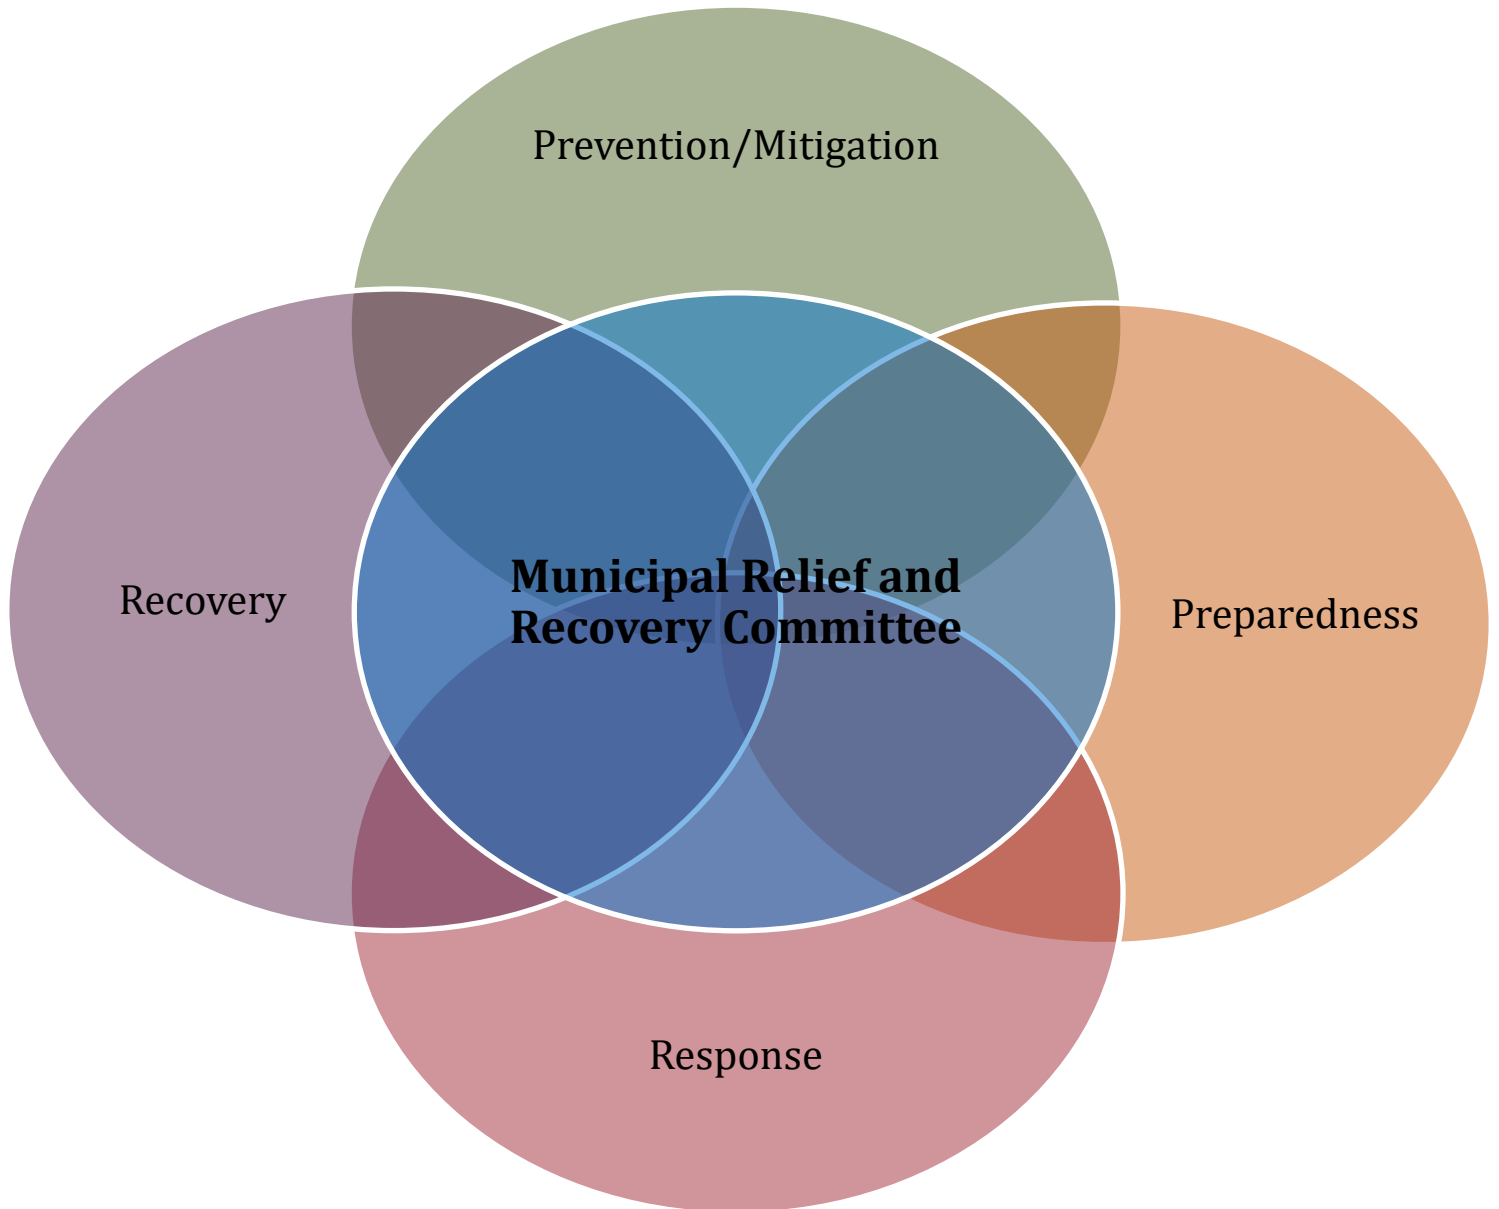 Prevention/Mitigation
Municipal Relief and
Recovery Committee
Recovery
Preparedness
Response